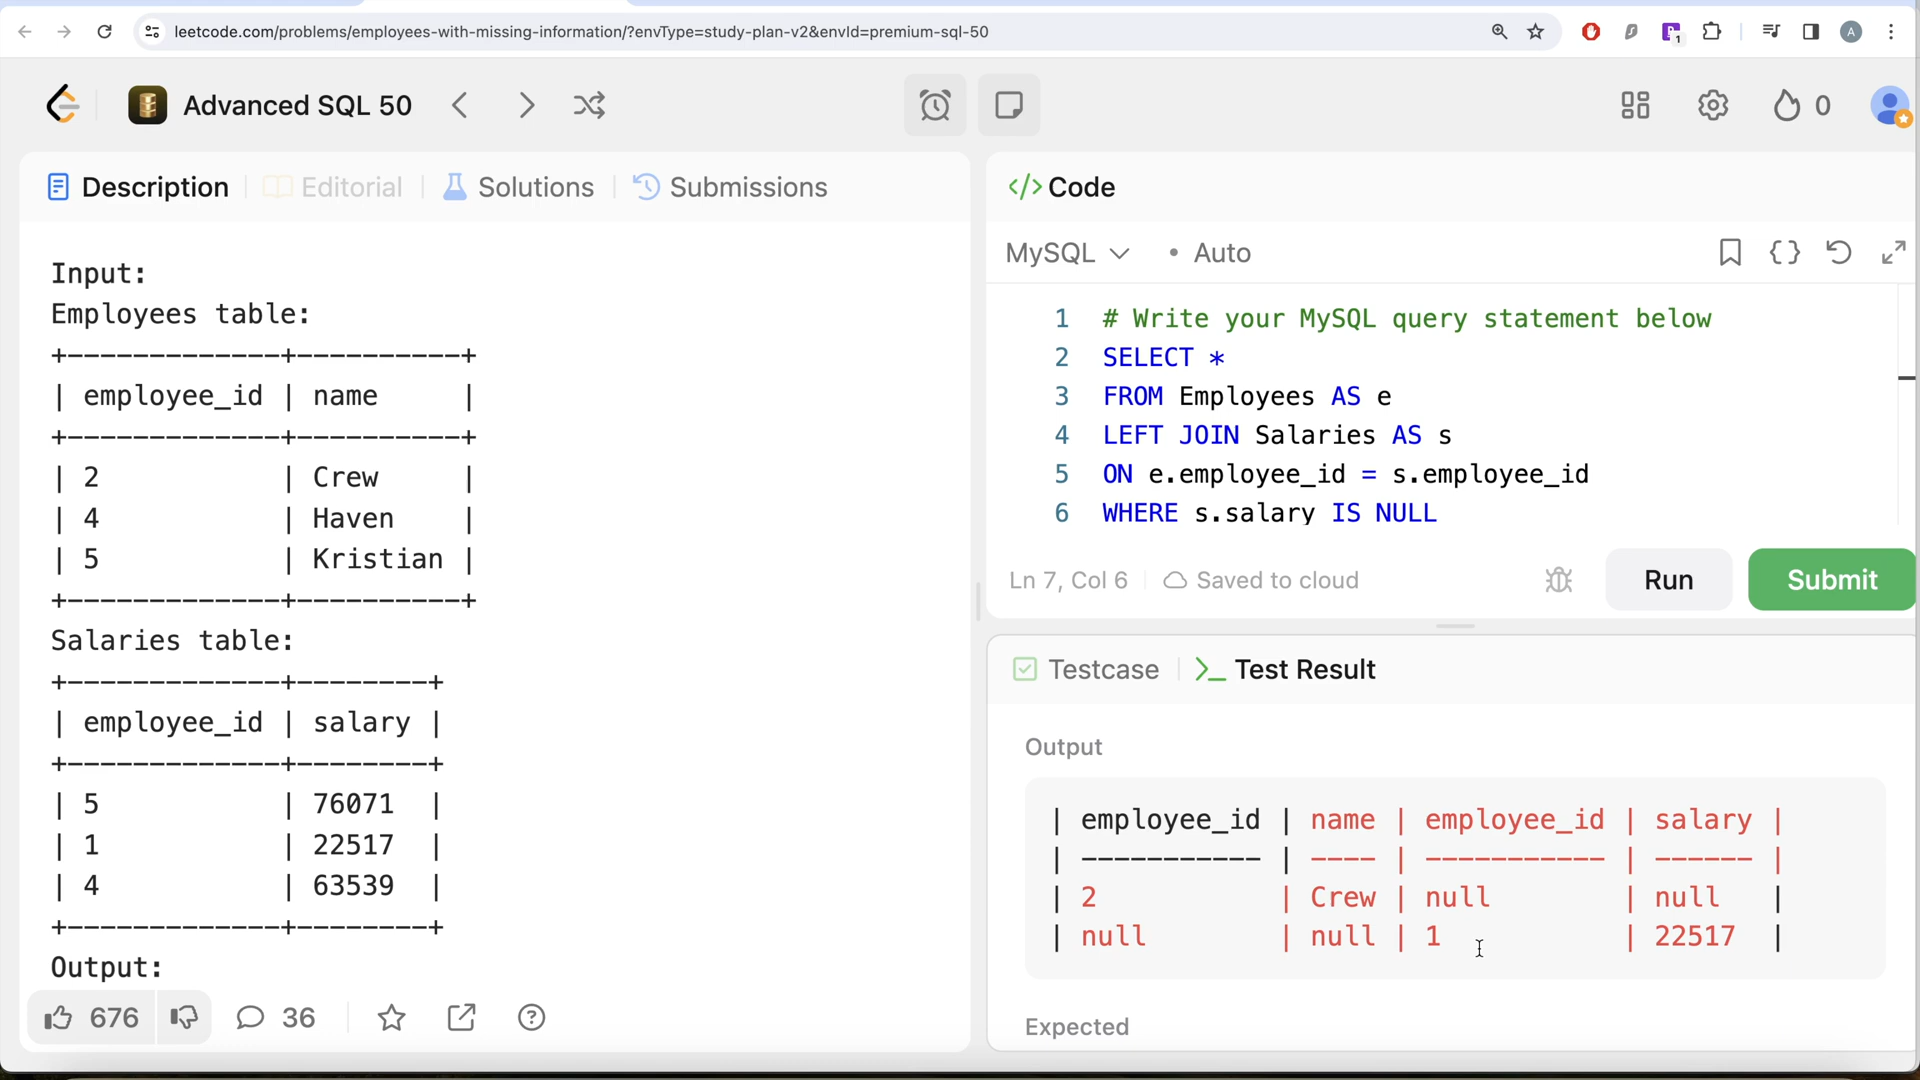 leetcode.com/problems/employees-with-missing-information/?envType=study-plan-v2&envId=premium-sql-50
1
A
Advanced SQL 50
0
Description
Editorial
Solutions
Submissions
</> Code
MySQL
• Auto
Input:
Employees table:
+-------------+----------+
| employee_id | name     |
+-------------+----------+
| 2           | Crew     |
| 4           | Haven    |
| 5           | Kristian |
+-------------+----------+
Salaries table:
+-------------+--------+
| employee_id | salary |
+-------------+--------+
| 5           | 76071  |
| 1           | 22517  |
| 4           | 63539  |
+-------------+--------+
Output:
676
36
1 # Write your MySQL query statement below
2 SELECT *
3 FROM Employees AS e
4 LEFT JOIN Salaries AS s
5 ON e.employee_id = s.employee_id
6 WHERE s.salary IS NULL
Ln 7, Col 6
Saved to cloud
Run
Submit
Testcase
>_ Test Result
Output
| employee_id | name | employee_id | salary |
| ----------- | ---- | ----------- | ------ |
| 2           | Crew | null        | null   |
| null        | null | 1           | 22517  |
Expected